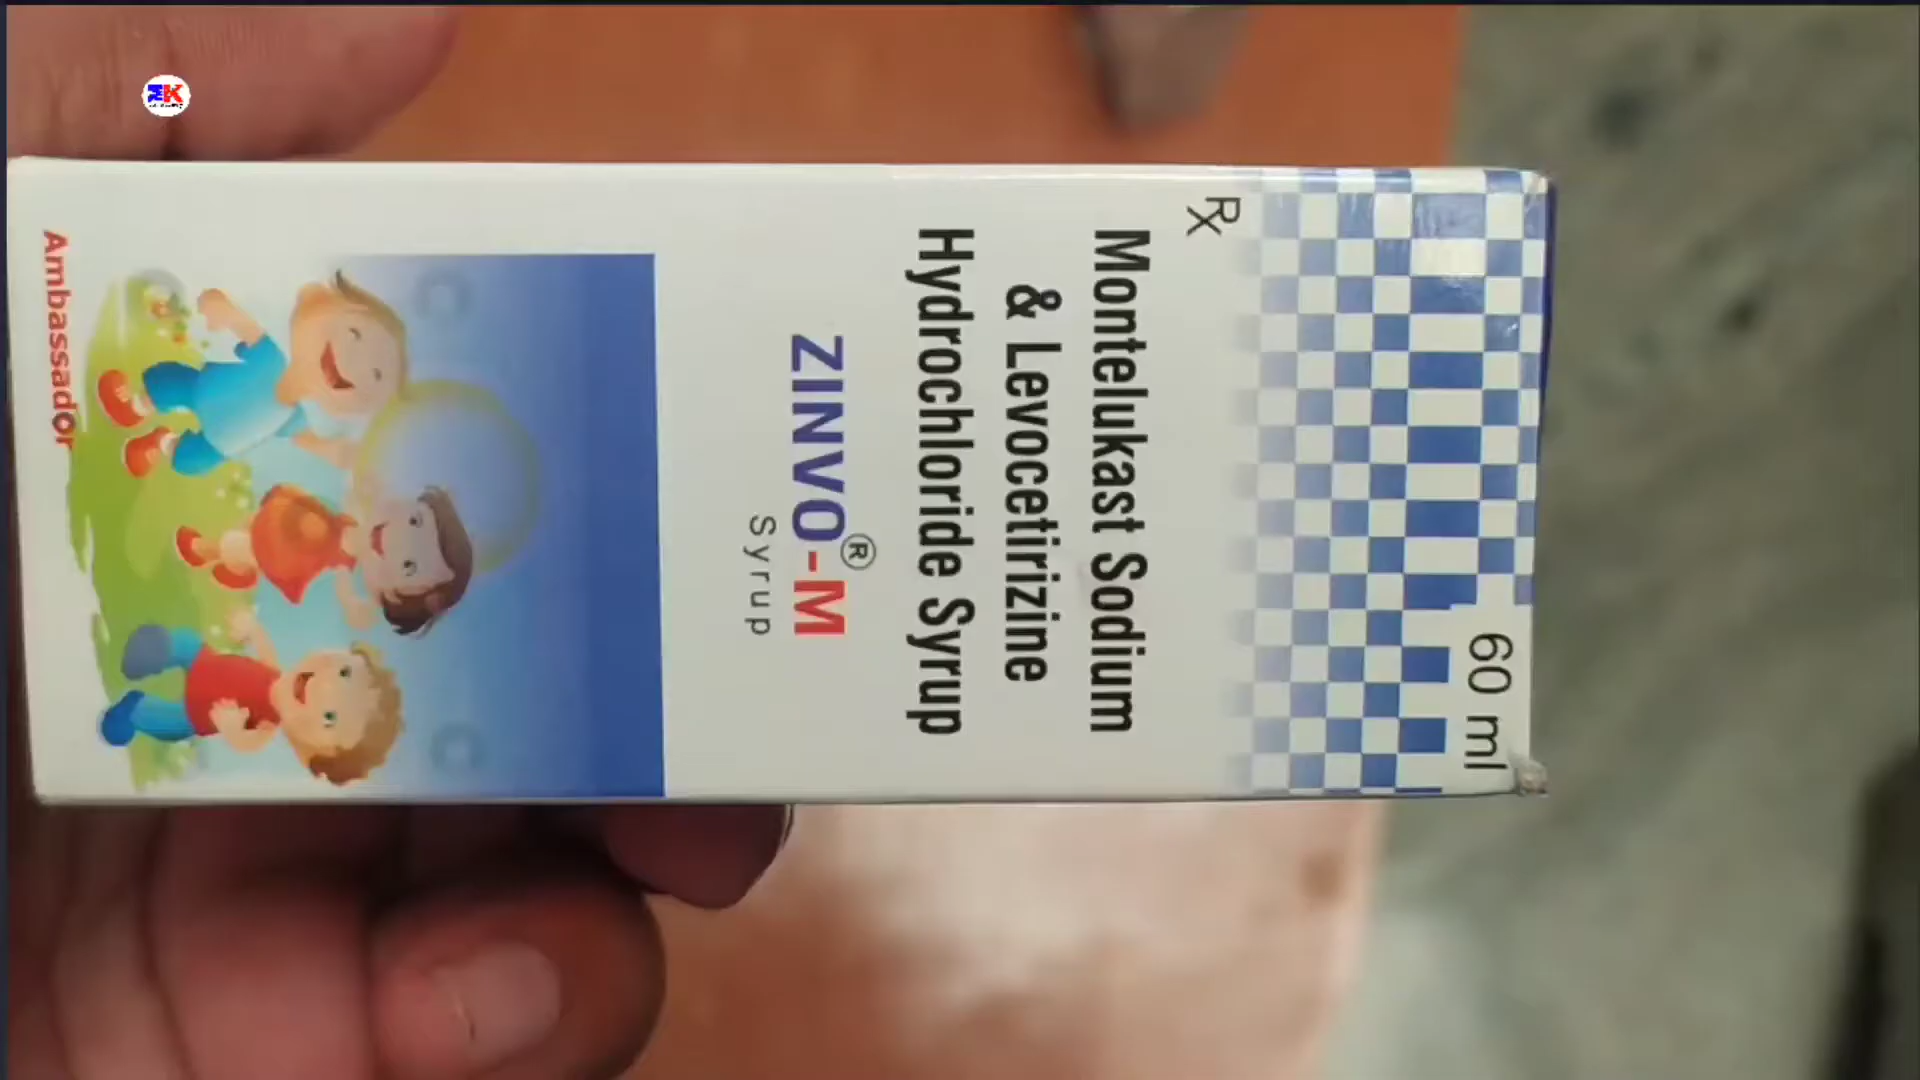 60 ml
Rx
Montelukast Sodium
& Levocetirizine
Hydrochloride Syrup
ZINVO®-M
Syrup
Ambassador